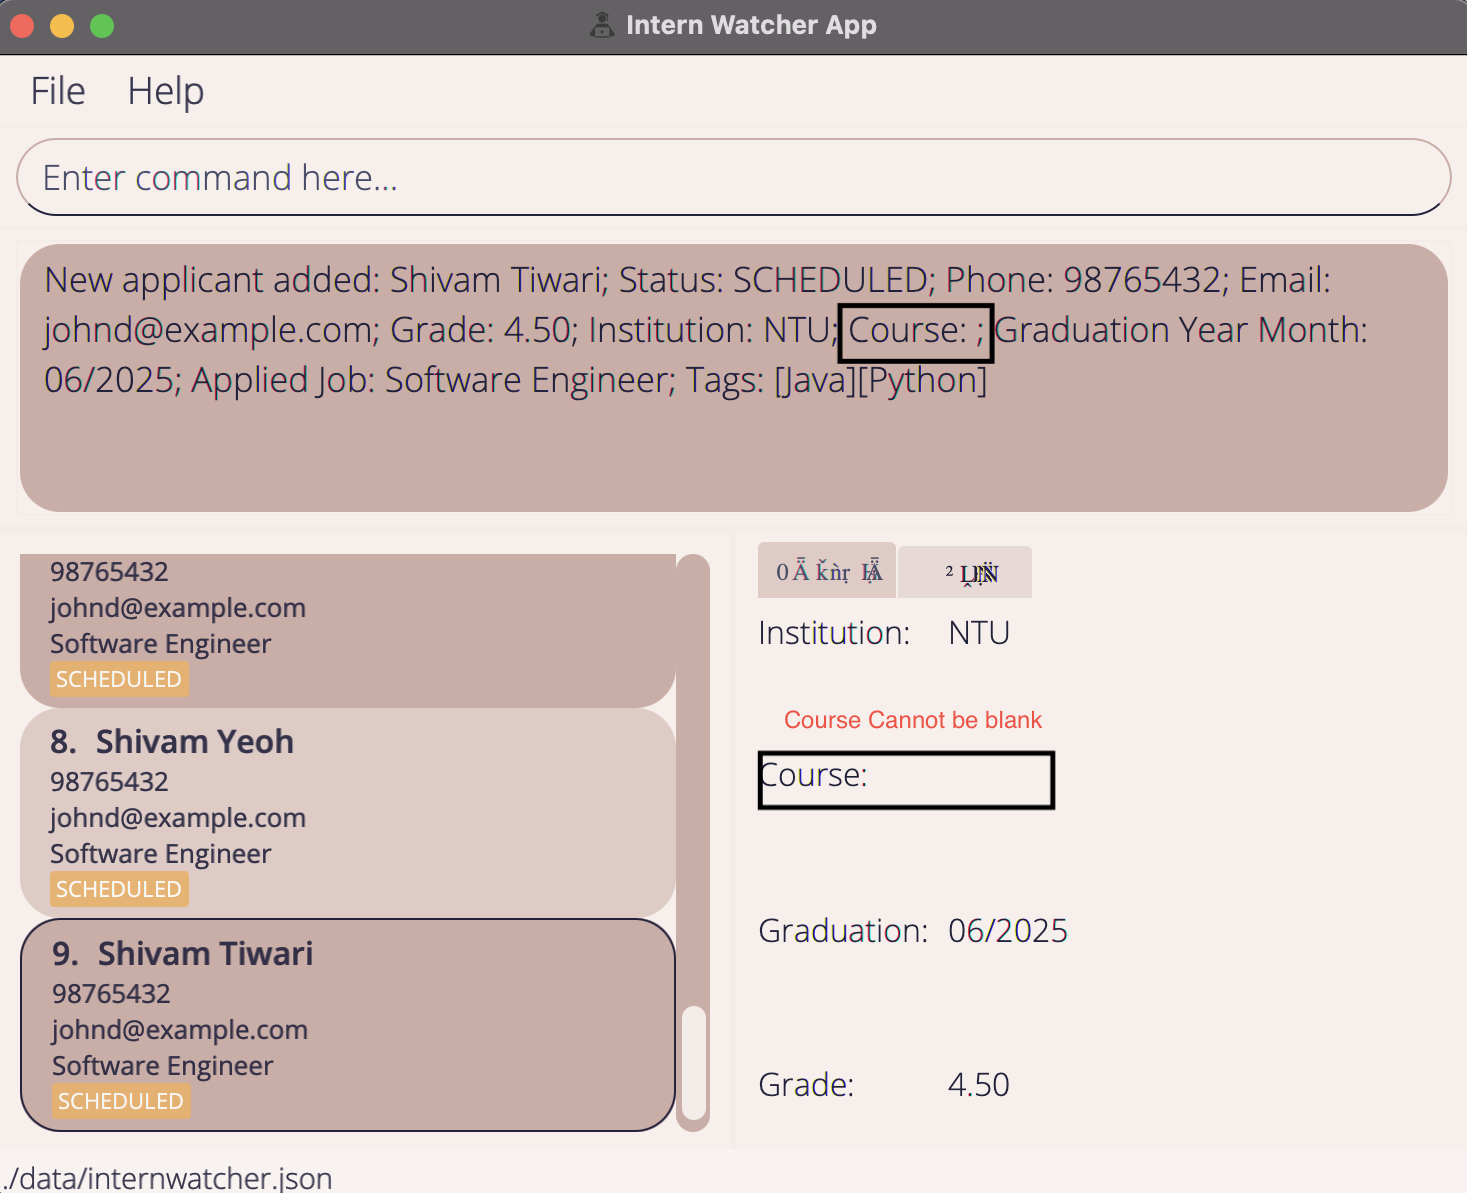 Intern Watcher App
File Help
Enter command here...
New applicant added: Shivam Tiwari; Status: SCHEDULED; Phone: 98765432; Email:
johnd@example.com; Grade: 4.50; Institution: NTU; Course: ; Graduation Year Month:
06/2025; Applied Job: Software Engineer; Tags: [Java][Python]
98765432
johnd@example.com
Software Engineer
SCHEDULED
8. Shivam Yeoh
98765432
johnd@example.com
Software Engineer
SCHEDULED
9. Shivam Tiwari
98765432
johnd@example.com
Software Engineer
SCHEDULED
Institution: NTU
Course Cannot be blank
Course:
Graduation: 06/2025
Grade: 4.50
./data/internwatcher.json